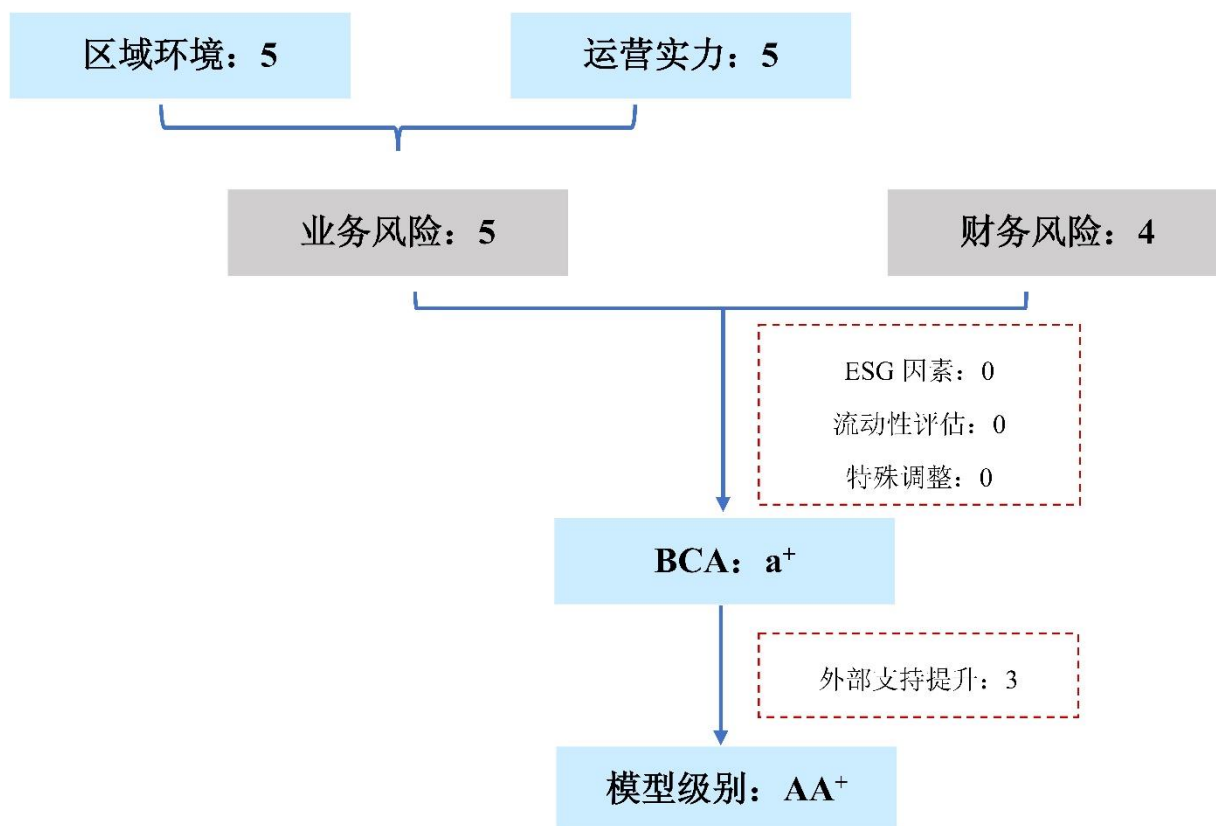 区域环境：5
运营实力：5
业务风险：5
财务风险：4
ESG 因素：0
流动性评估：0
特殊调整：0
BCA：a⁺
外部支持提升：3
模型级别：AA⁺